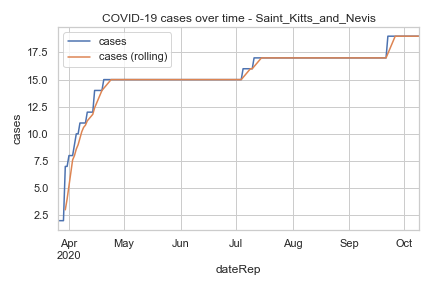 COVID-19 cases over time - Saint_Kitts_and_Nevis
cases
cases (rolling)
17.5
15.0
12.5
10.0
7.5
5.0
2.5
cases
Apr May Jun Jul Aug Sep Oct
2020
dateRep